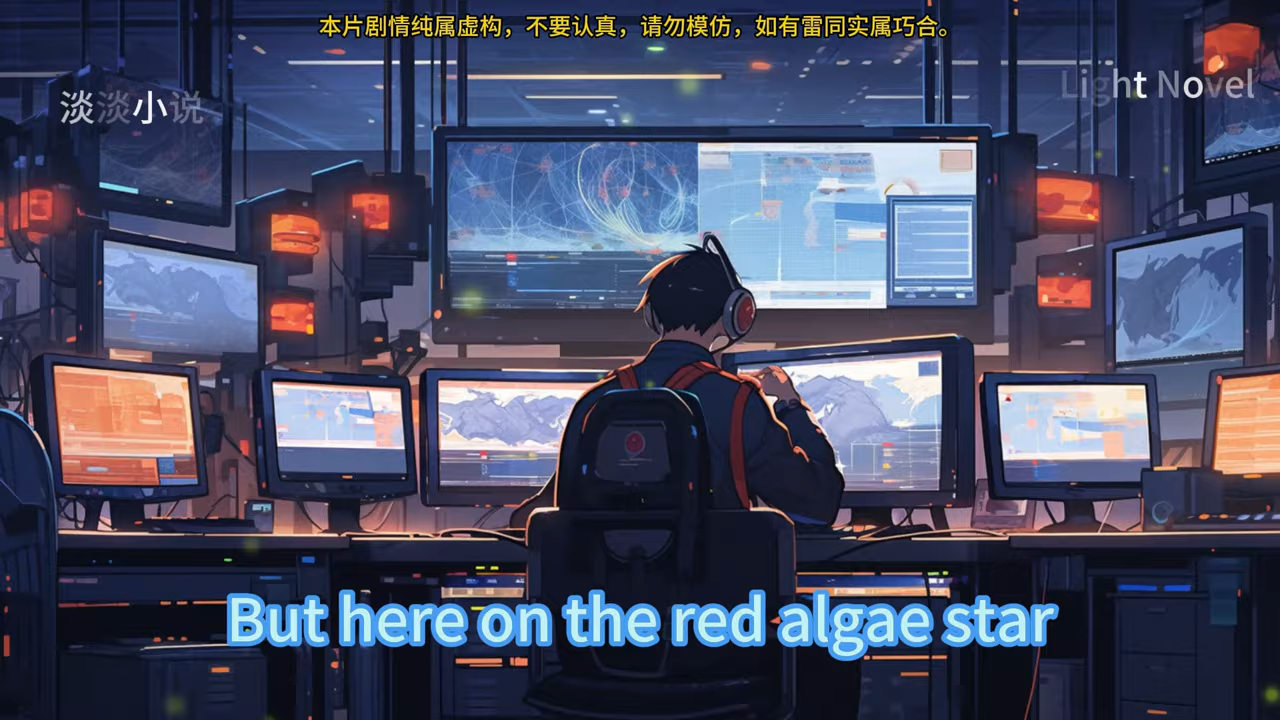 本片剧情纯属虚构，不要认真，请勿模仿，如有雷同实属巧合。
淡淡小说
Light Novel
But here on the red algae star